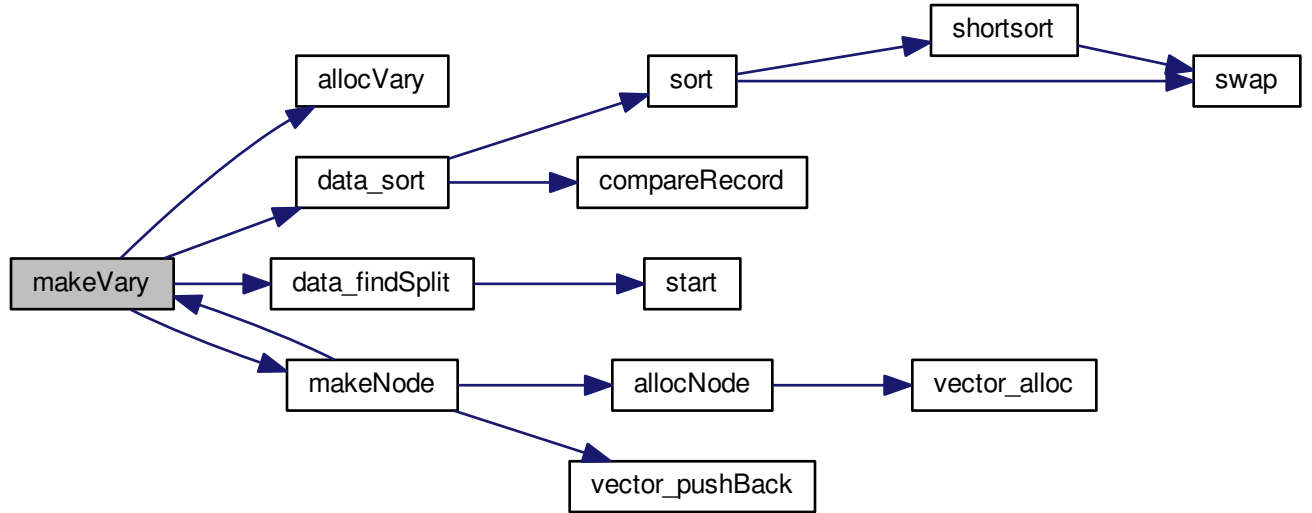 shortsort
allocVary
sort
swap
data_sort
compareRecord
makeVary
data_findSplit
start
makeNode
allocNode
vector_alloc
vector_pushBack